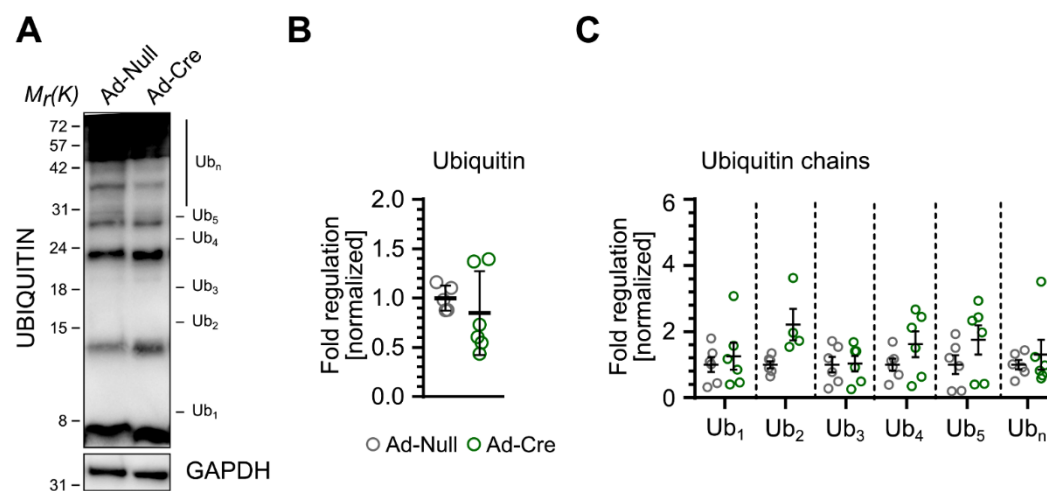 A
Ad-Null
Ad-Cre
Mr(K)
72
57
42
31
24
18
15
8
31
UBIQUITIN
Ubn
Ub5
Ub4
Ub3
Ub2
Ub1
GAPDH
B
Ubiquitin
Fold regulation
[normalized]
2.0
1.5
1.0
0.5
0.0
Ad-Null Ad-Cre
C
Ubiquitin chains
Fold regulation
[normalized]
6
4
2
0
Ub1 Ub2 Ub3 Ub4 Ub5 Ubn